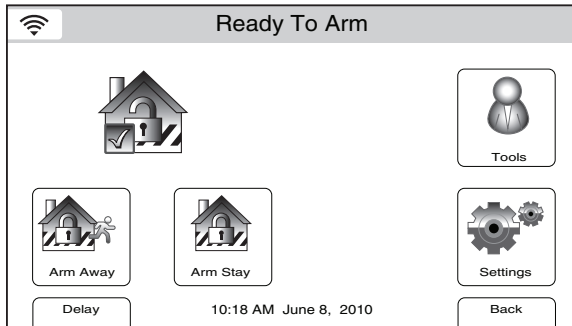 Ready To Arm
Tools
Arm Away
Arm Stay
Settings
Delay
10:18 AM June 8, 2010
Back